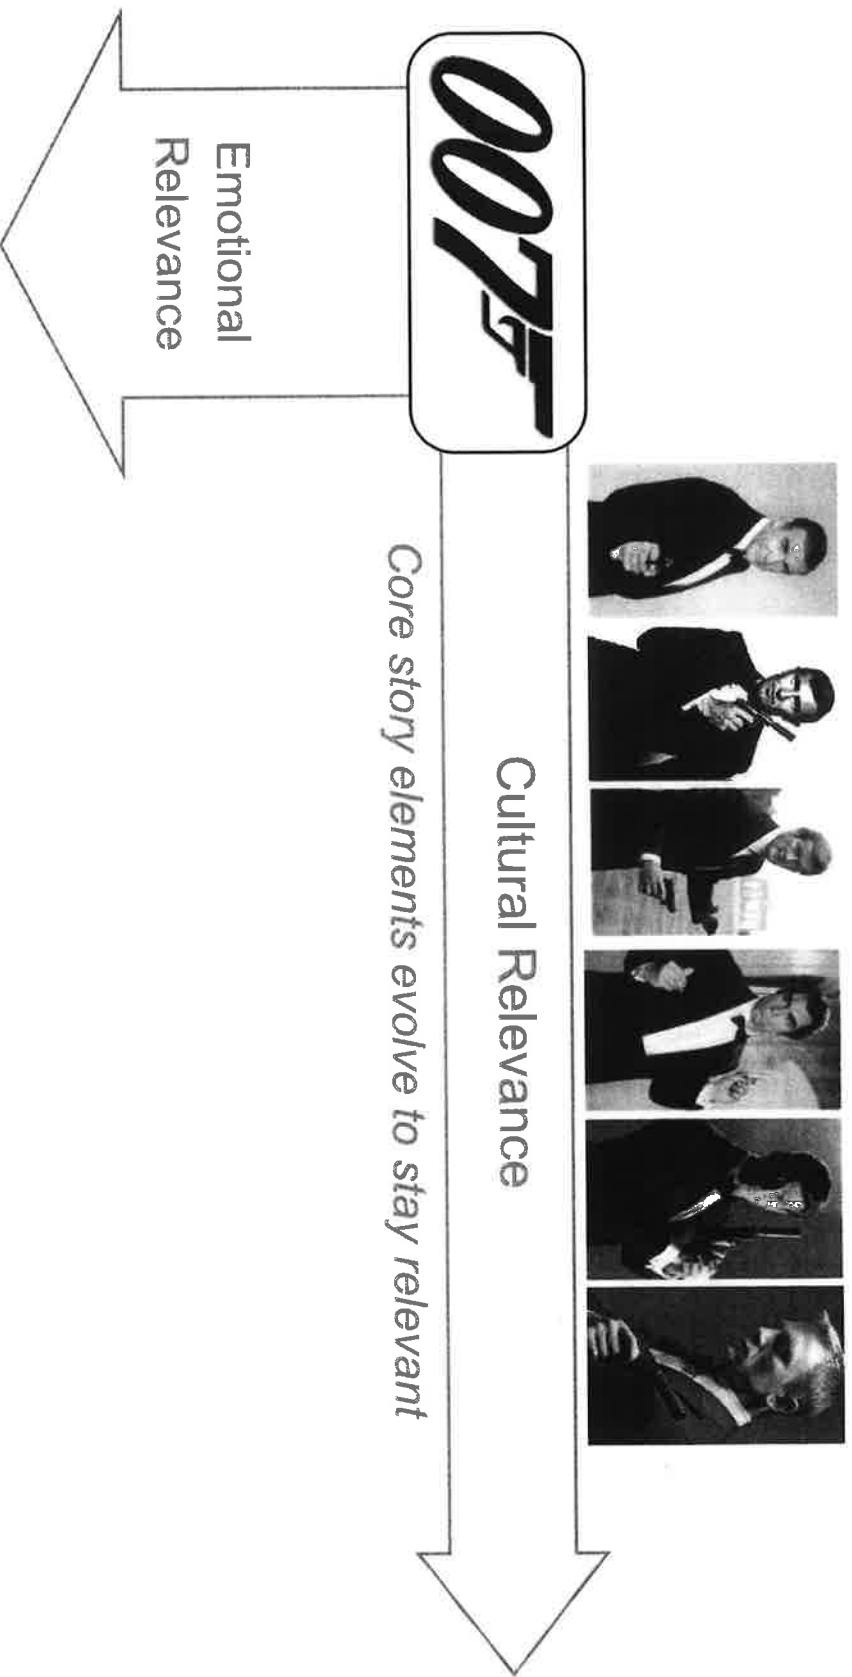 007
Cultural Relevance
Core story elements evolve to stay relevant
Emotional
Relevance